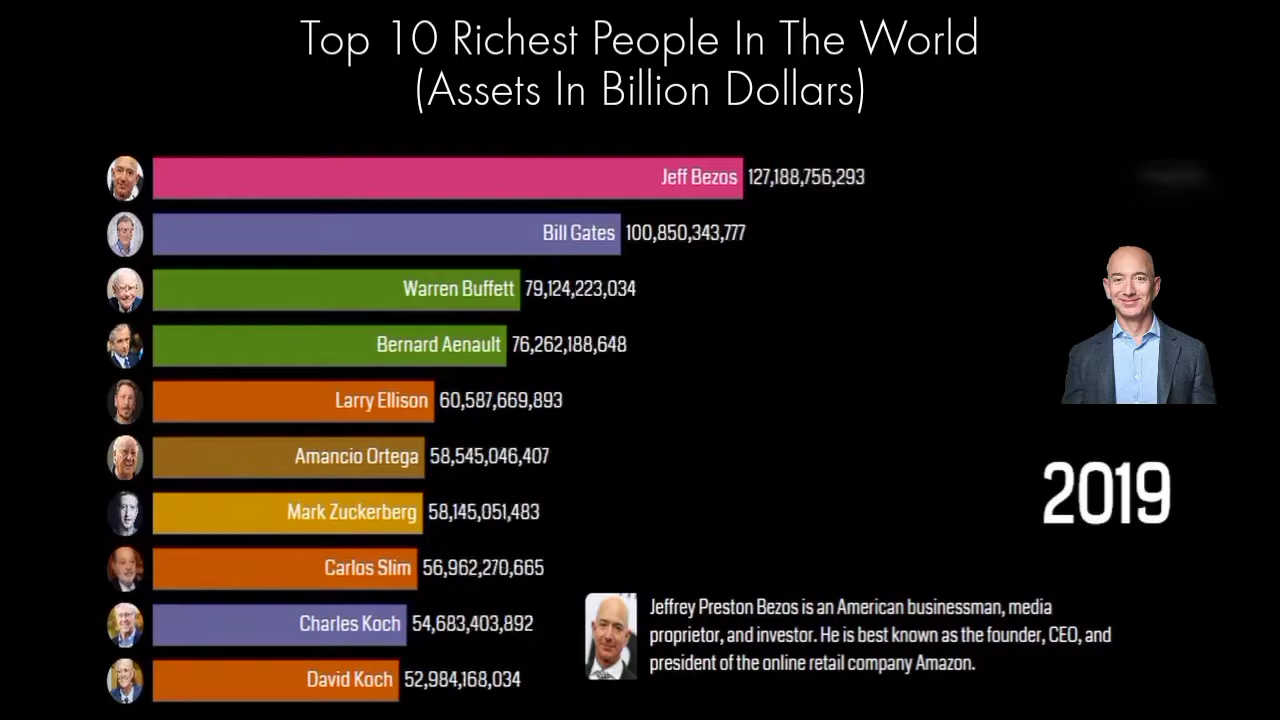 Top 10 Richest People In The World
(Assets In Billion Dollars)
Jeff Bezos 127,188,756,293
Bill Gates 100,850,343,777
Warren Buffett 79,124,223,034
Bernard Aenault 76,262,188,648
Larry Ellison 60,587,669,893
Amancio Ortega 58,545,046,407
Mark Zuckerberg 58,145,051,483
Carlos Slim 56,962,270,665
Charles Koch 54,683,403,892
David Koch 52,984,168,034
2019
Jeffrey Preston Bezos is an American businessman, media
proprietor, and investor. He is best known as the founder, CEO, and
president of the online retail company Amazon.